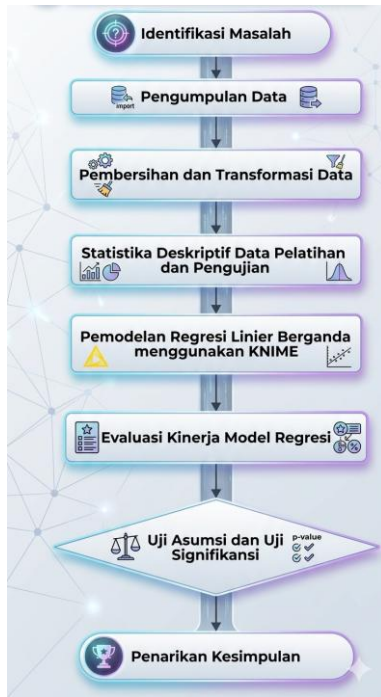 Identifikasi Masalah
import
Pengumpulan Data
Pembersihan dan Transformasi Data
Statistika Deskriptif Data Pelatihan
dan Pengujian
Pemodelan Regresi Linier Berganda
menggunakan KNIME
Evaluasi Kinerja Model Regresi
Uji Asumsi dan Uji
Signifikansi
p-value
Penarikan Kesimpulan